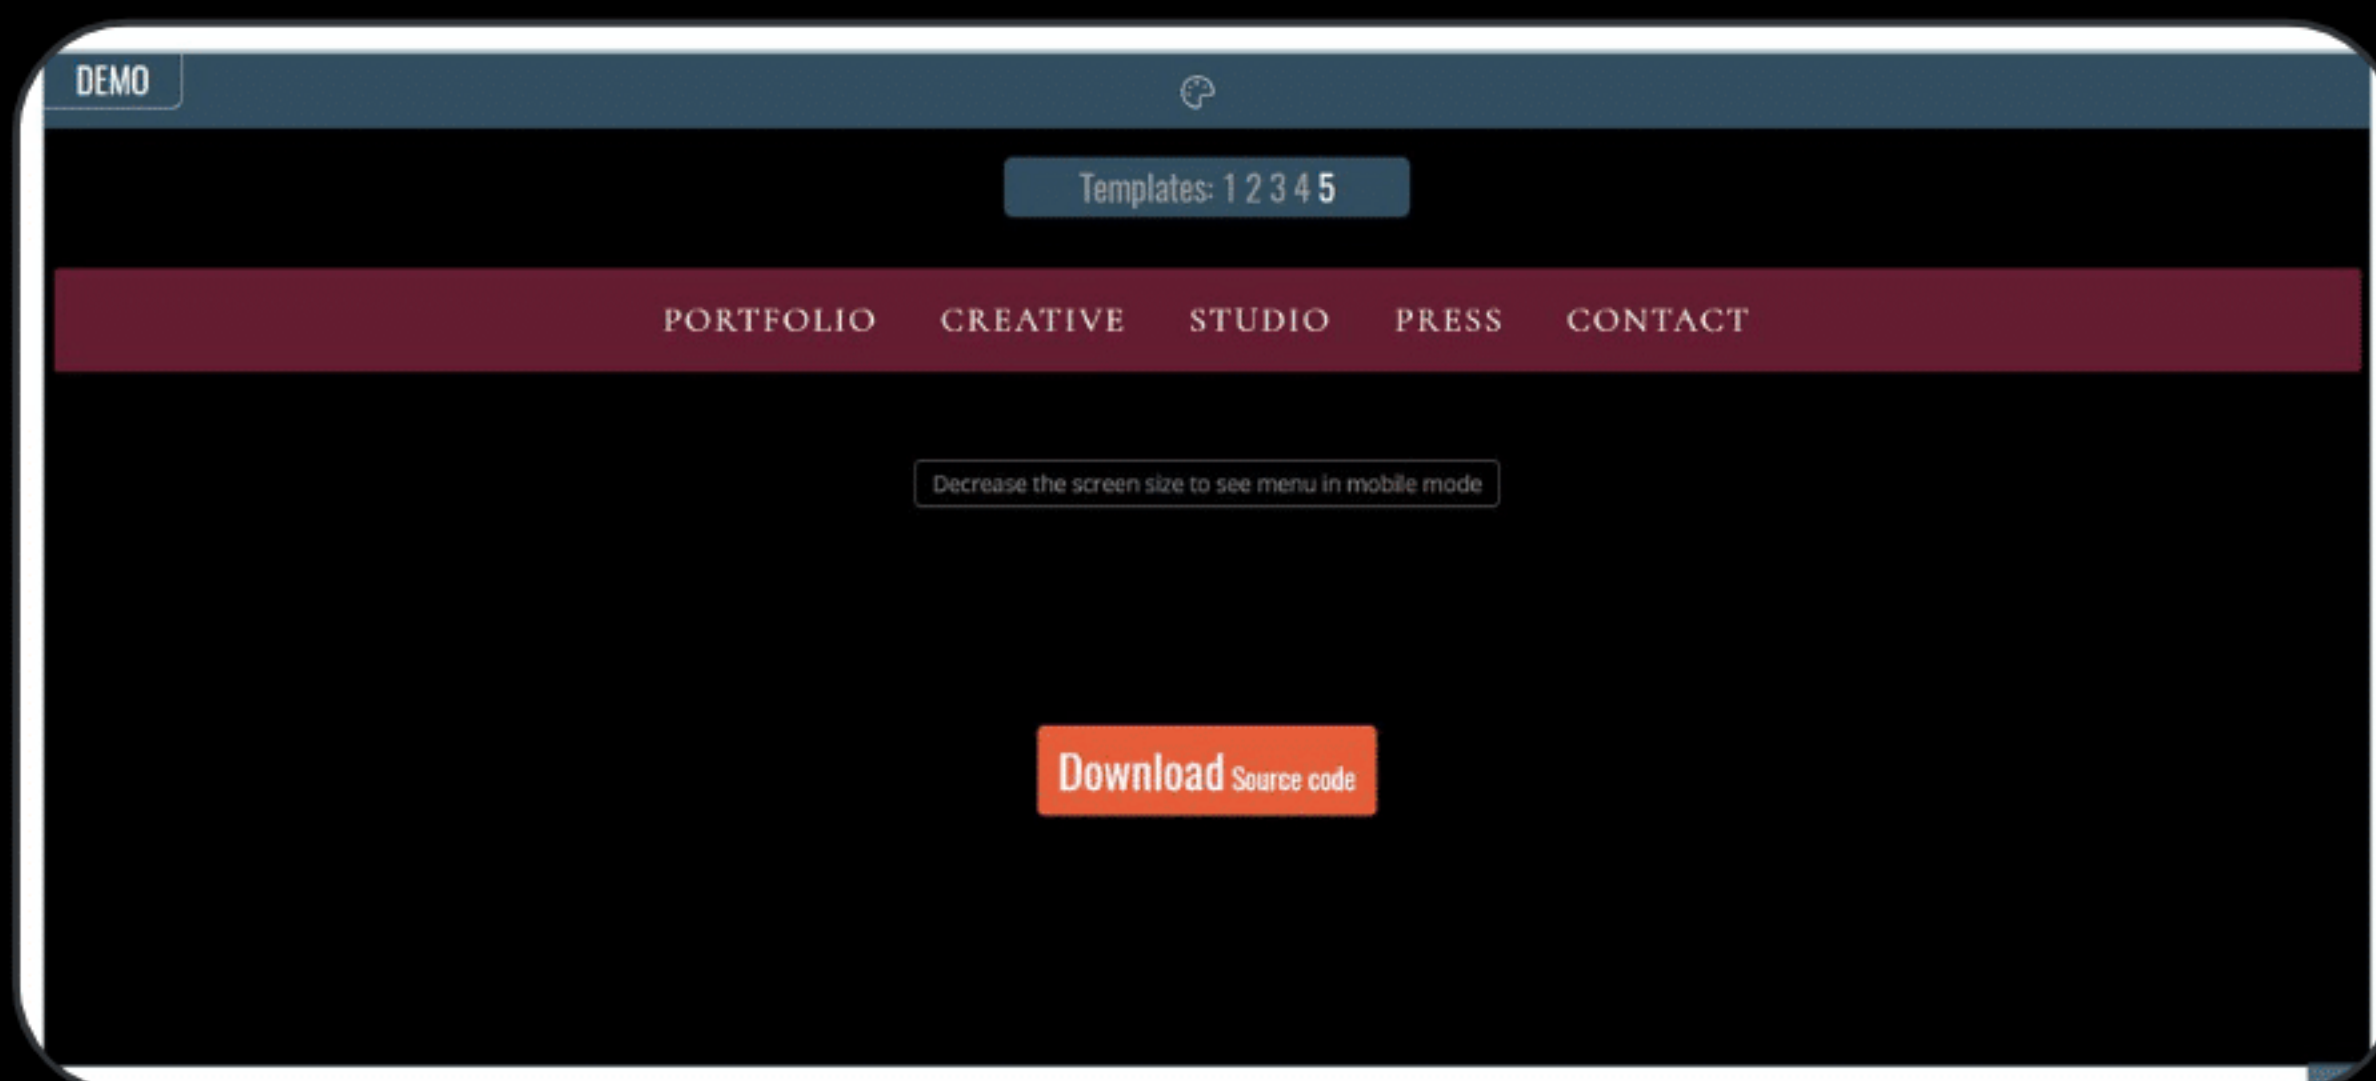 DEMO
Templates: 1 2 3 4 5
PORTFOLIO CREATIVE STUDIO PRESS CONTACT
Decrease the screen size to see menu in mobile mode
Download Source code